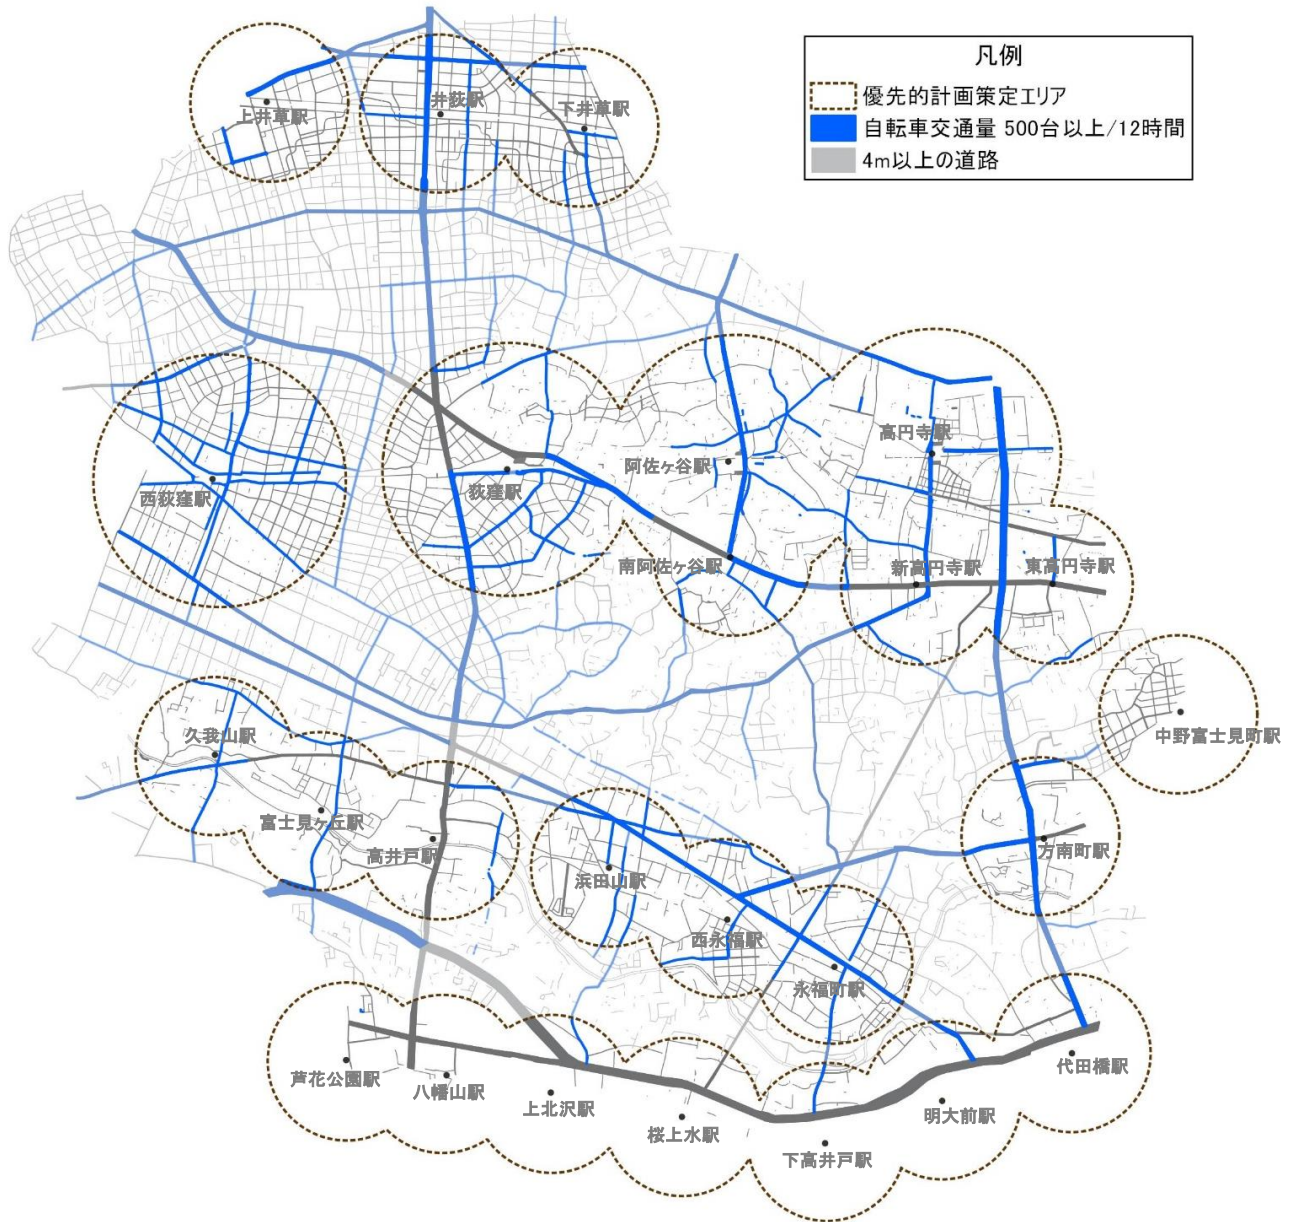 凡例
優先的計画策定エリア
自転車交通量 500台以上/12時間
4m以上の道路
上井草駅
井荻駅
下井草駅
西荻窪駅
荻窪駅
阿佐ヶ谷駅
高円寺駅
南阿佐ヶ谷駅
新高円寺駅
東高円寺駅
中野富士見町駅
久我山駅
富士見ヶ丘駅
高井戸駅
浜田山駅
西永福駅
永福町駅
方南町駅
芦花公園駅
八幡山駅
上北沢駅
桜上水駅
下高井戸駅
明大前駅
代田橋駅